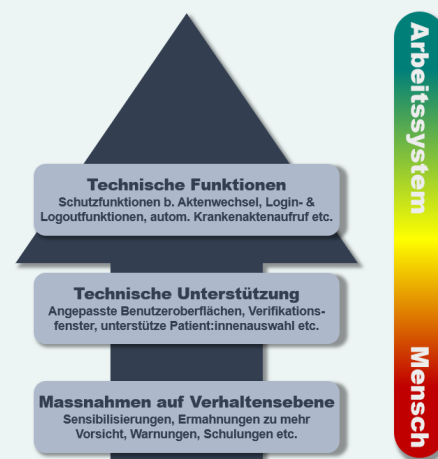 Technische Funktionen
Schutzfunktionen b. Aktenwechsel, Login- &
Logoutfunktionen, autom. Krankenaktenaufruf etc.
Technische Unterstützung
Angepasste Benutzeroberflächen, Verifikations-
fenster, unterstütze Patient:innenauswahl etc.
Massnahmen auf Verhaltensebene
Sensibilisierungen, Ermahnungen zu mehr
Vorsicht, Warnungen, Schulungen etc.
Arbeitssystem
Mensch